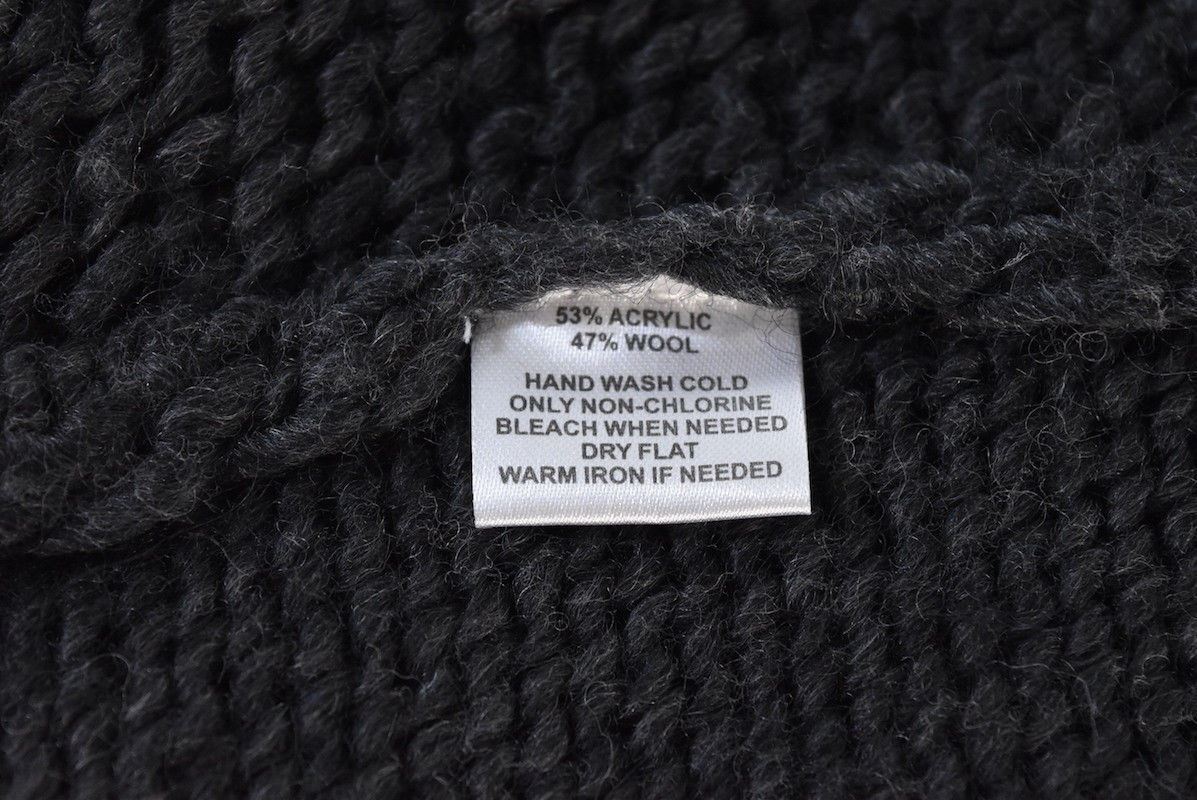 53% ACRYLIC
47% WOOL
HAND WASH COLD
ONLY NON-CHLORINE
BLEACH WHEN NEEDED
DRY FLAT
WARM IRON IF NEEDED